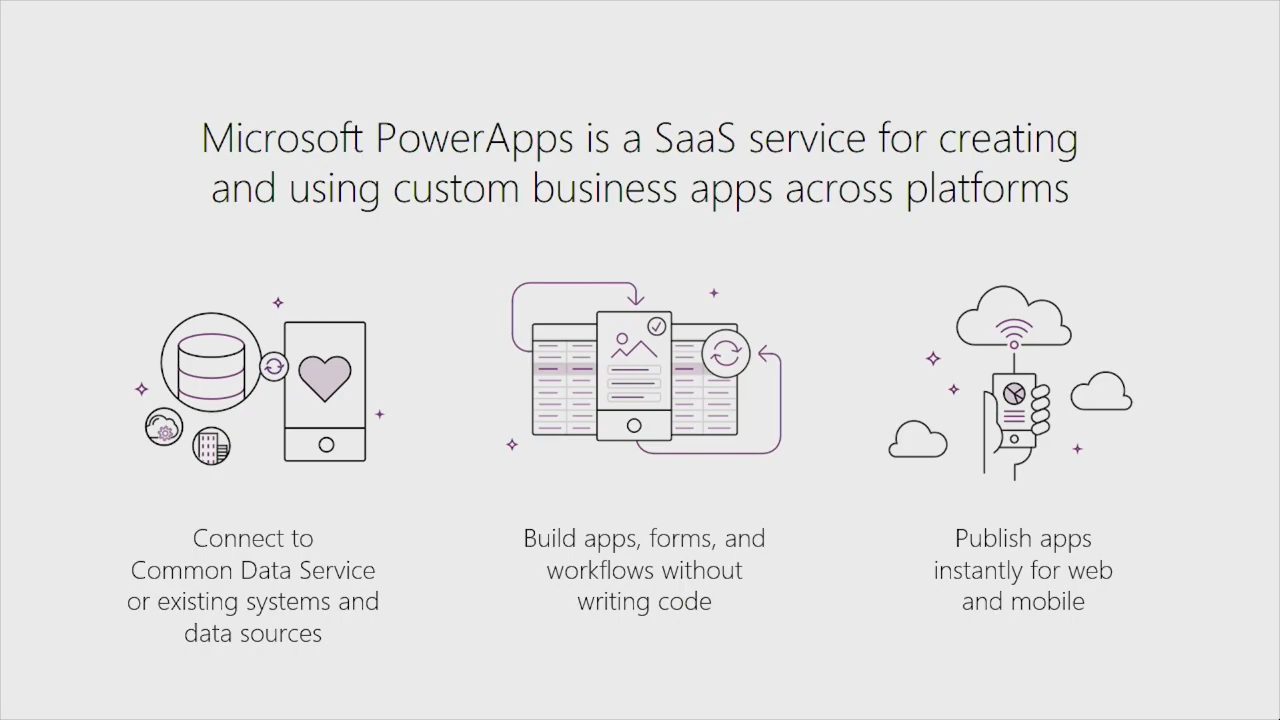 Microsoft PowerApps is a SaaS service for creating
and using custom business apps across platforms
Connect to
Common Data Service
or existing systems and
data sources
Build apps, forms, and
workflows without
writing code
Publish apps
instantly for web
and mobile